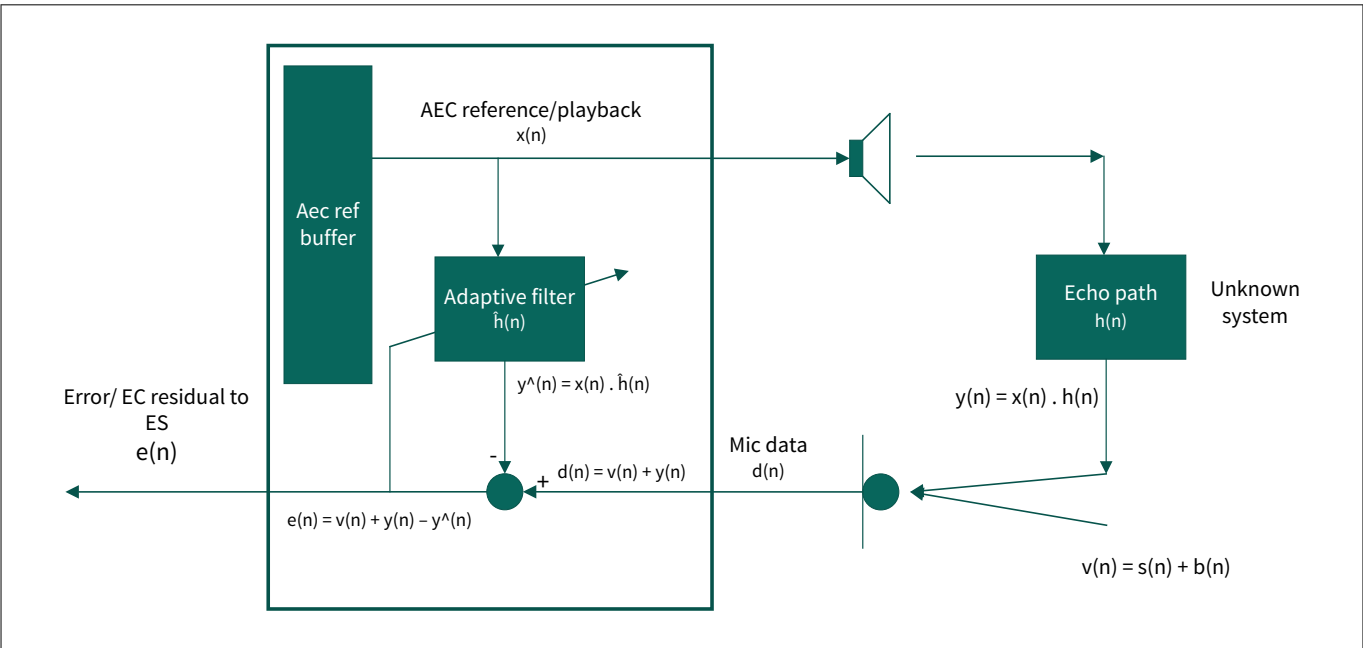 AEC reference/playback
x(n)
Aec ref
buffer
Adaptive filter
ĥ(n)
Echo path
h(n)
Unknown
system
y^(n) = x(n) . ĥ(n)
y(n) = x(n) . h(n)
Error/ EC residual to
ES
e(n)
Mic data
d(n)
-
+
d(n) = v(n) + y(n)
e(n) = v(n) + y(n) – y^(n)
v(n) = s(n) + b(n)